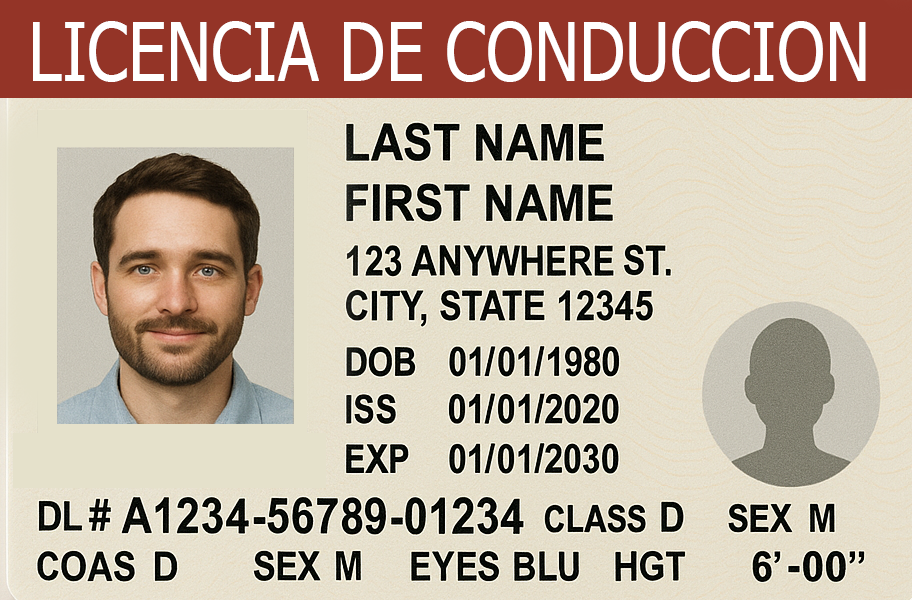 LICENCIA DE CONDUCCION
LAST NAME
FIRST NAME
123 ANYWHERE ST.
CITY, STATE 12345
DOB 01/01/1980
ISS 01/01/2020
EXP 01/01/2030
DL# A1234-56789-01234 CLASS D SEX M
COAS D SEX M EYES BLU HGT 6’-00”